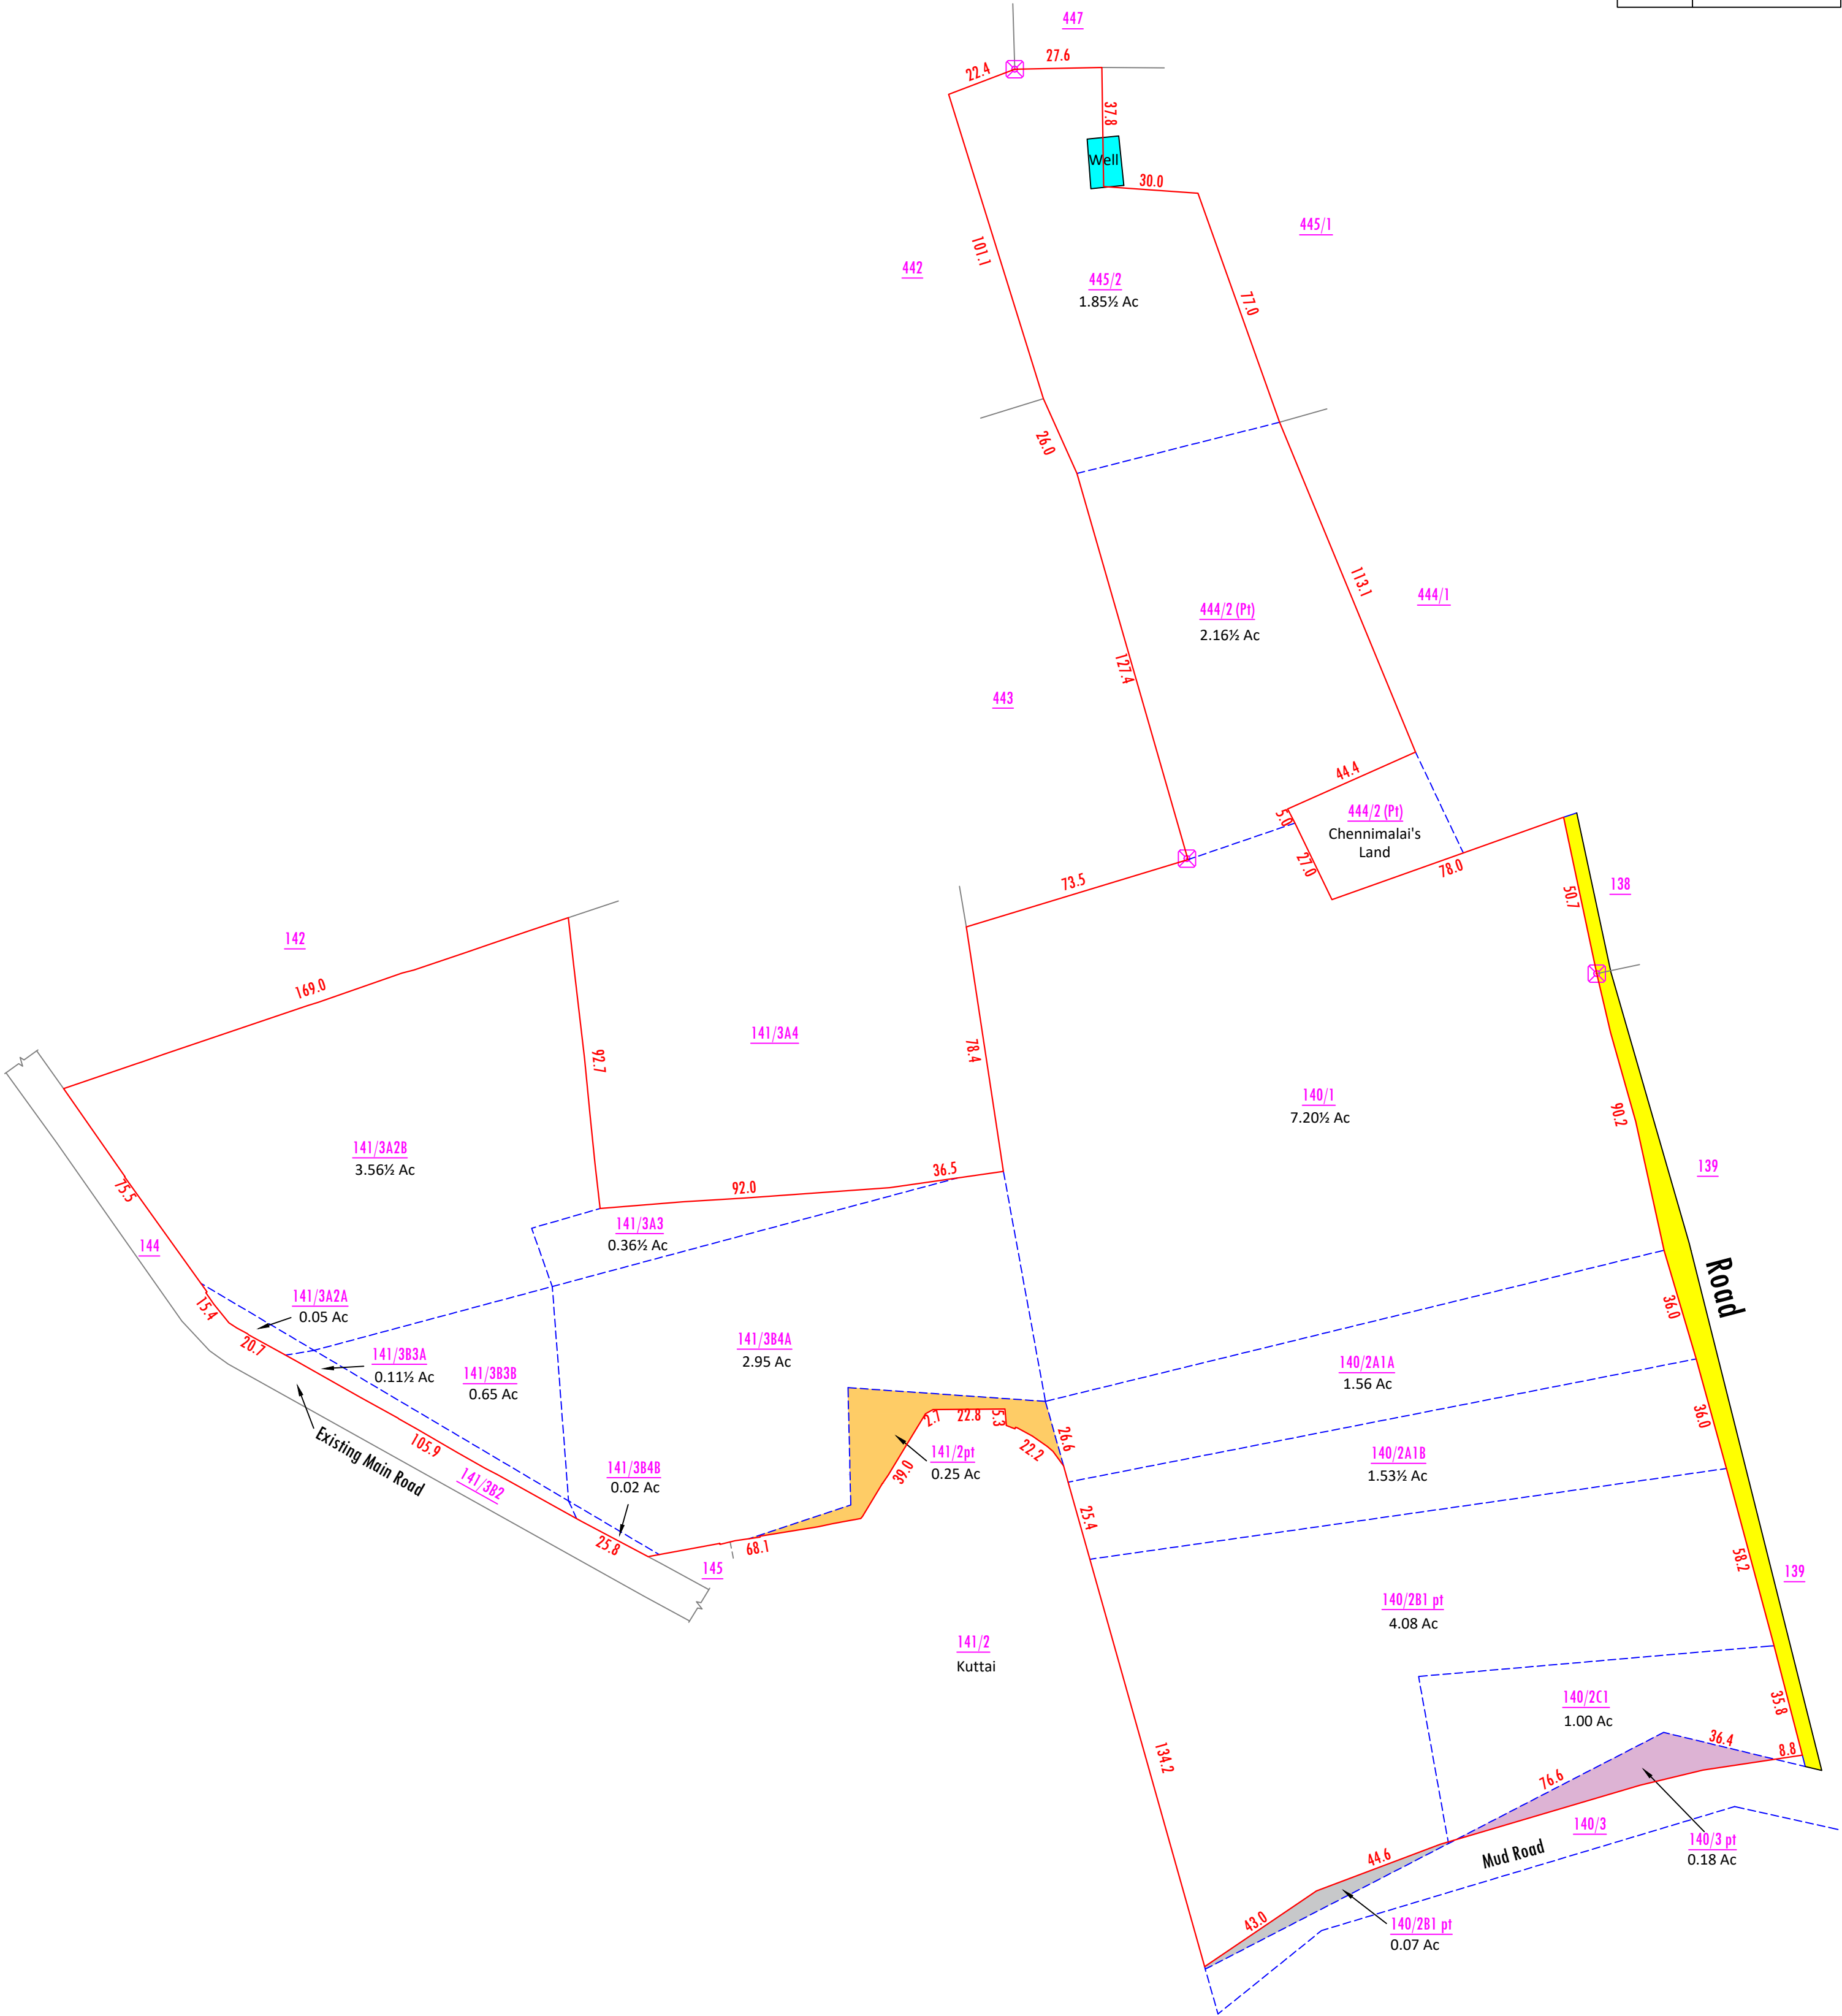 447
27.6
22.4
37.8
Well
30.0
445/1
101.1
442
445/2
1.85½ Ac
77.0
26.0
113.1
444/1
444/2 (Pt)
2.16½ Ac
127.4
443
44.4
5.0
444/2 (Pt)
Chennimalai's
Land
27.0
78.0
73.5
50.7
138
142
169.0
141/3A4
92.7
78.4
140/1
7.20½ Ac
90.2
139
141/3A2B
3.56½ Ac
75.5
36.5
92.0
141/3A3
0.36½ Ac
144
Road
15.4
141/3A2A
0.05 Ac
36.0
20.7
141/3B3A
0.11½ Ac
141/3B3B
0.65 Ac
141/3B4A
2.95 Ac
140/2A1A
1.56 Ac
36.0
2.1
22.8
5.3
26.6
22.2
Existing Main Road
105.9
141/3B2
141/3B4B
0.02 Ac
39.0
141/2pt
0.25 Ac
140/2A1B
1.53½ Ac
25.4
25.8
68.1
145
58.2
139
140/2B1 pt
4.08 Ac
141/2
Kuttai
140/2C1
1.00 Ac
35.8
134.2
36.4
8.8
76.6
140/3
140/3 pt
0.18 Ac
Mud Road
44.6
43.0
140/2B1 pt
0.07 Ac